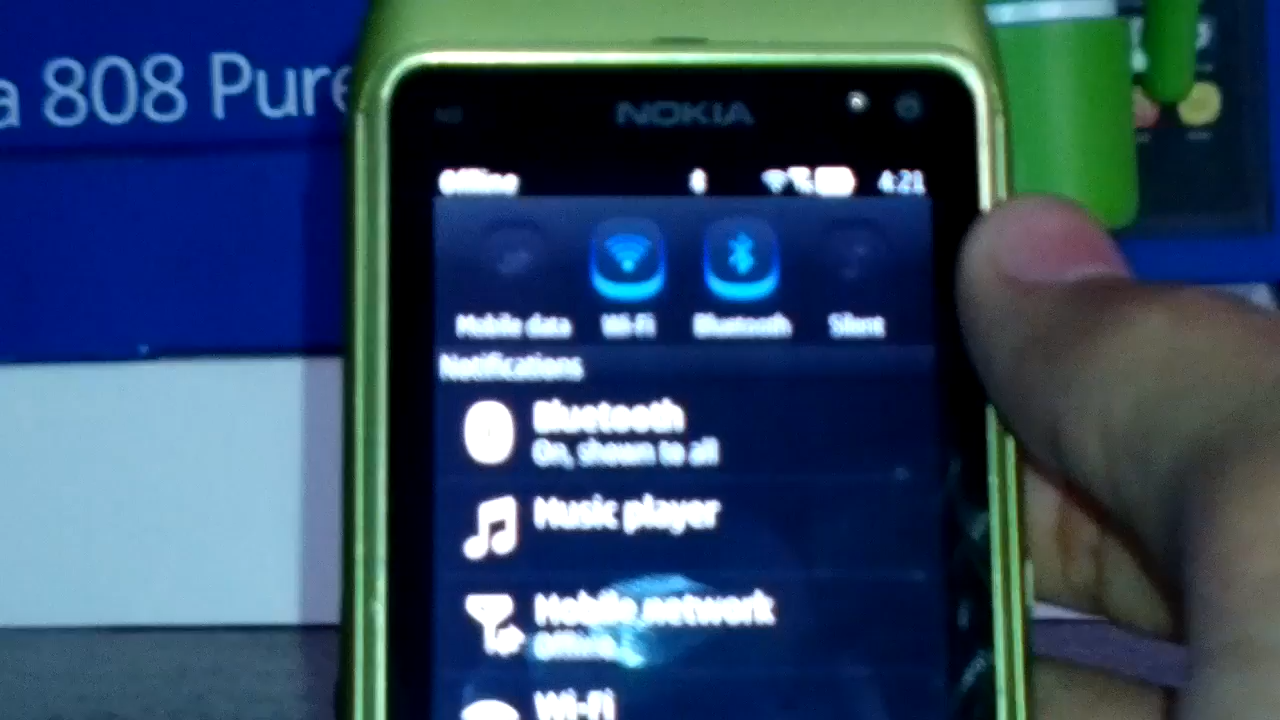 a 808 Pure
NOKIA
Offline
4:21
Mobile data
Wi-Fi
Bluetooth
Silent
Notifications
Bluetooth
On, shown to all
Music player
Mobile network
Offline
Wi-Fi